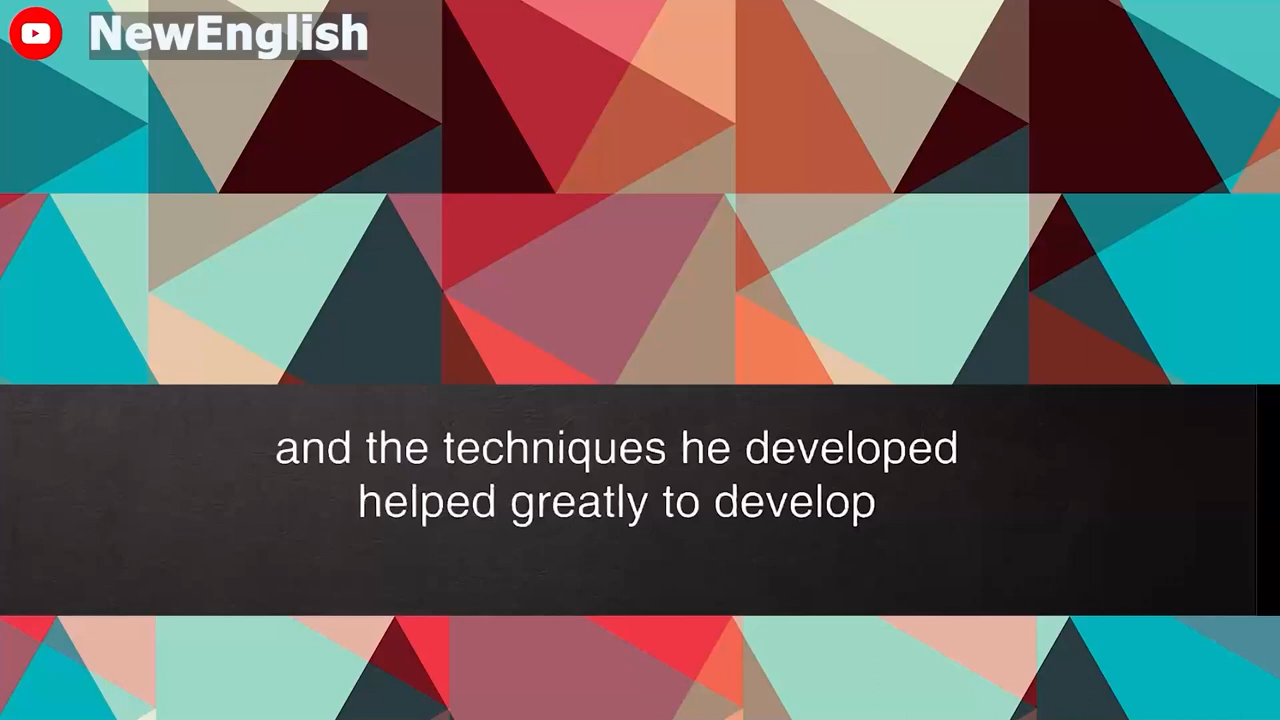 NewEnglish
and the techniques he developed
helped greatly to develop